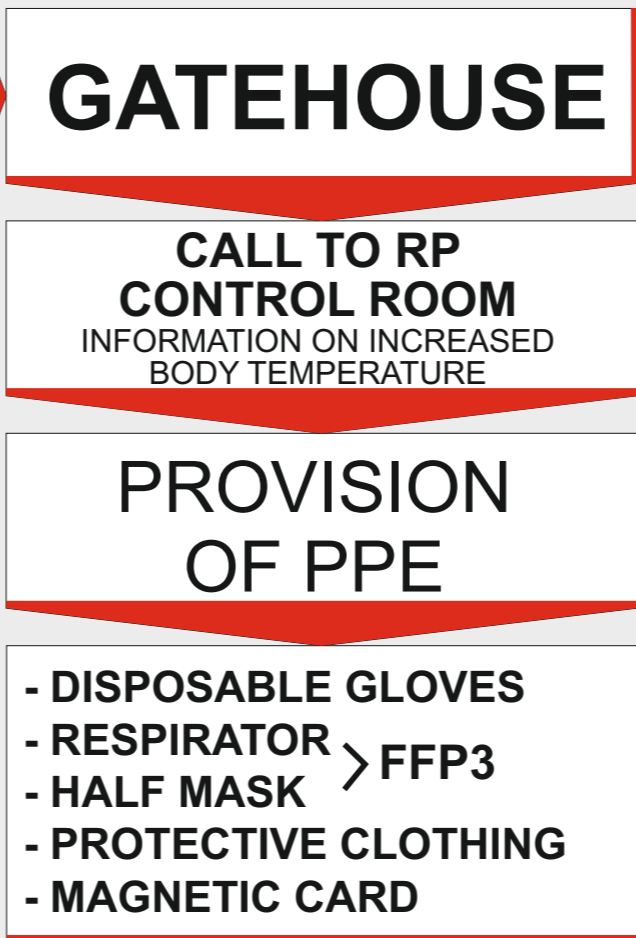 GATEHOUSE
CALL TO RP
CONTROL ROOM
INFORMATION ON INCREASED
BODY TEMPERATURE
PROVISION
OF PPE
- DISPOSABLE GLOVES
- RESPIRATOR
- HALF MASK
> FFP3
- PROTECTIVE CLOTHING
- MAGNETIC CARD